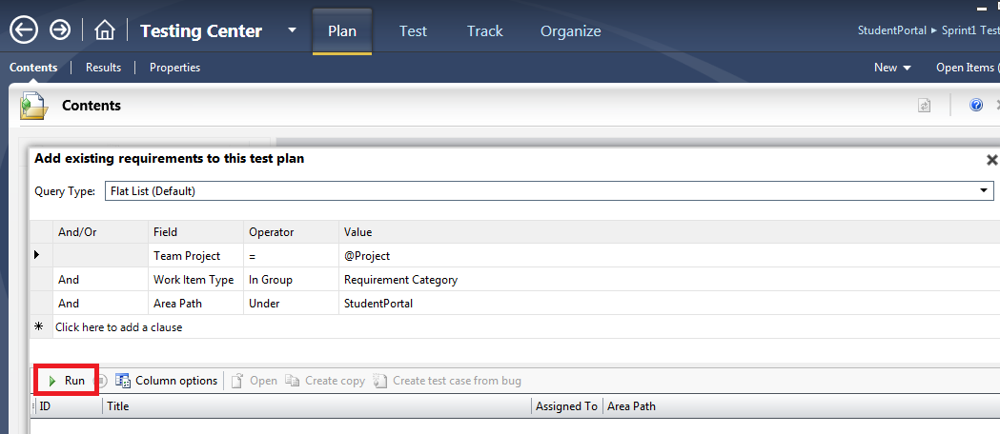 Testing Center Plan Test Track Organize StudentPortal ▸ Sprint1 Test
Contents Results Properties New Open Items (
Contents
Add existing requirements to this test plan
Query Type: Flat List (Default)
And/Or Field Operator Value
Team Project = @Project
And Work Item Type In Group Requirement Category
And Area Path Under StudentPortal
* Click here to add a clause
Run Column options Open Create copy Create test case from bug
ID Title Assigned To Area Path